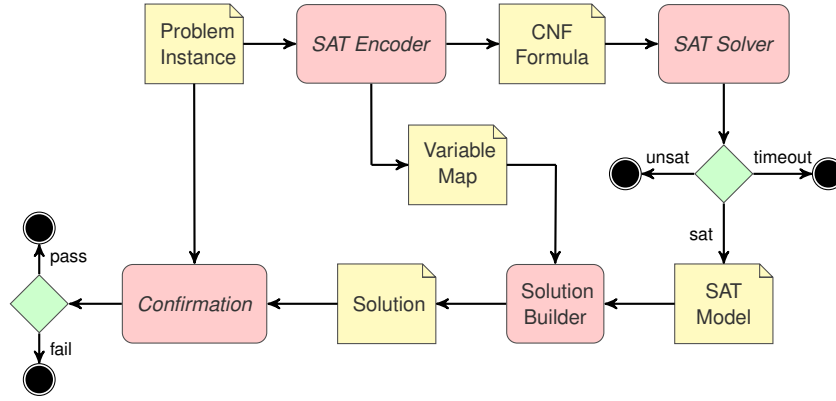 Problem
Instance
SAT Encoder
CNF
Formula
SAT Solver
Variable
Map
unsat
timeout
sat
pass
Confirmation
Solution
Solution
Builder
SAT
Model
fail